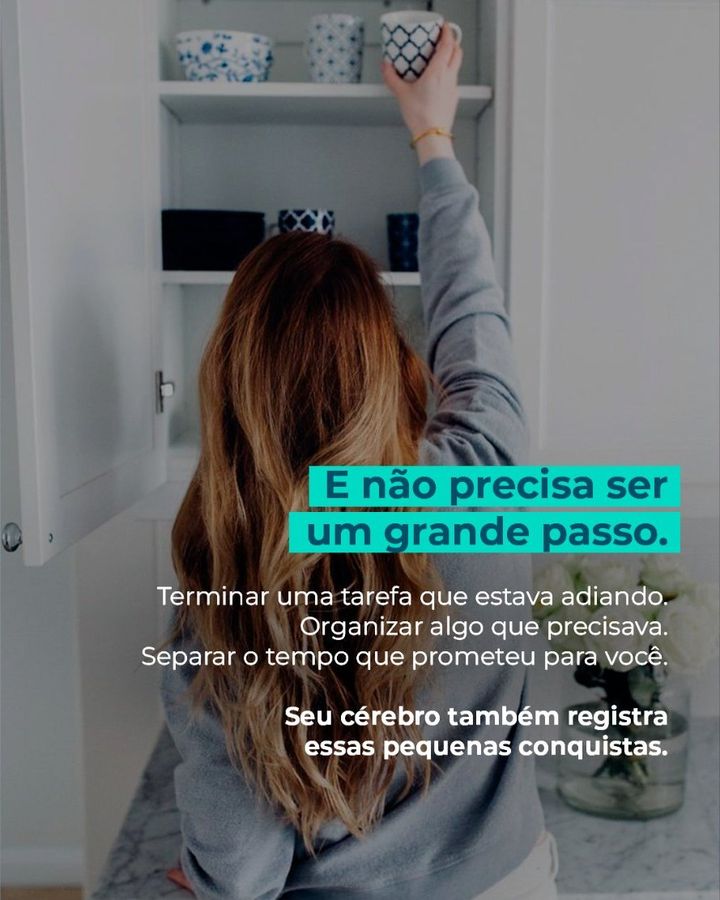 E não precisa ser
um grande passo.
Terminar uma tarefa que estava adiando.
Organizar algo que precisava.
Separar o tempo que prometeu para você.
Seu cérebro também registra
essas pequenas conquistas.